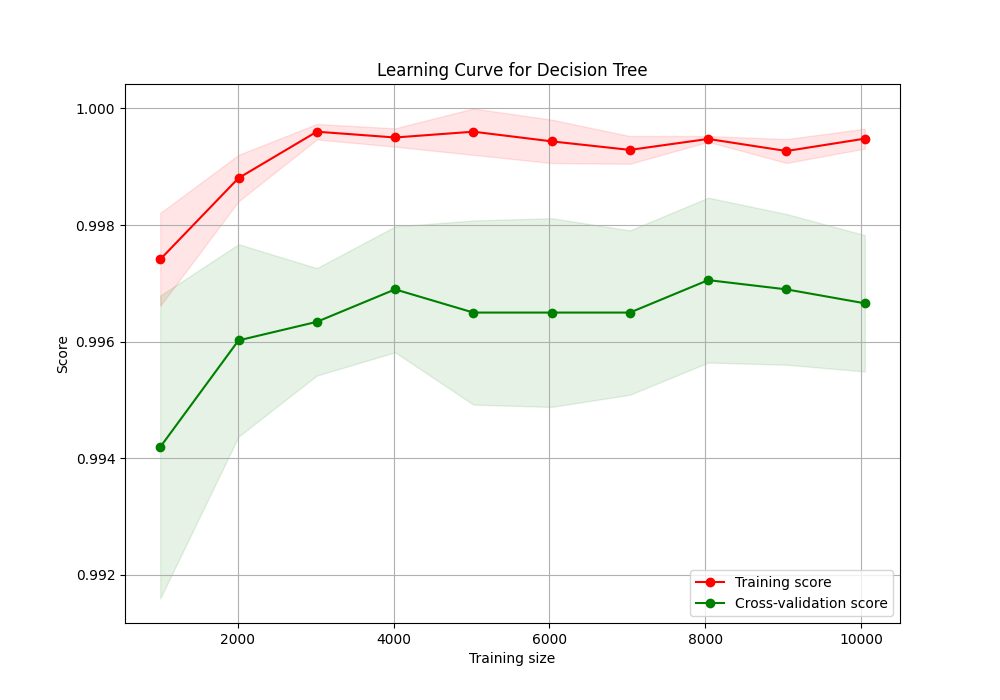 Learning Curve for Decision Tree
1.000
0.998
0.996
0.994
0.992
Score
2000 4000 6000 8000 10000
Training size
Training score
Cross-validation score